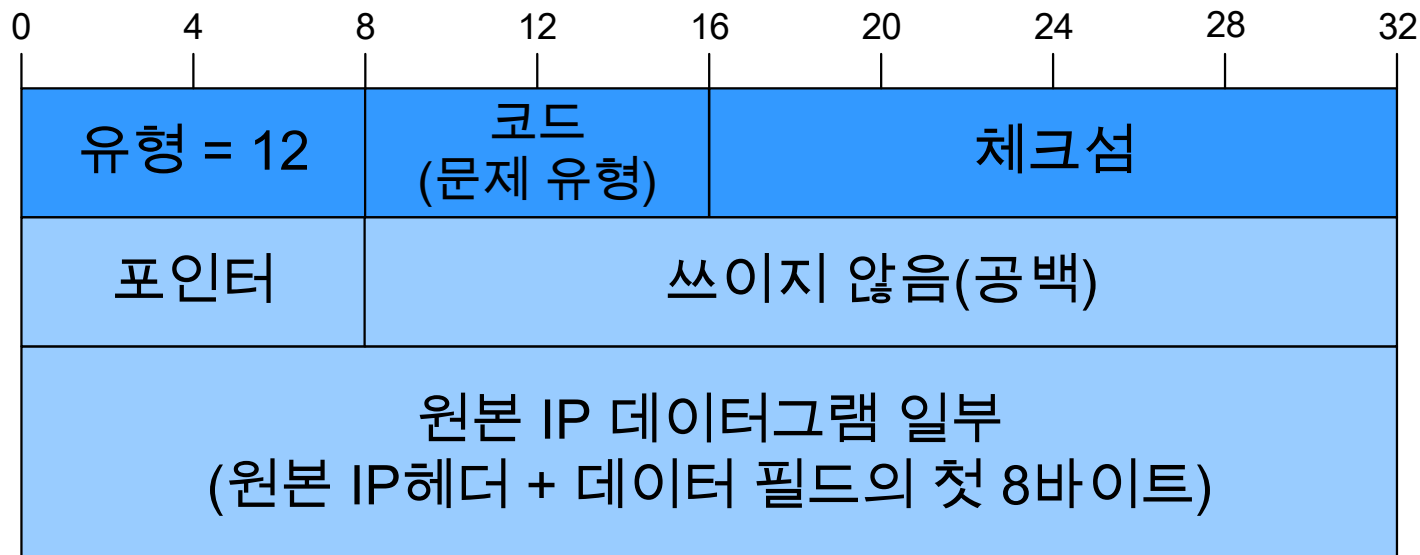 0 4 8 12 16 20 24 28 32
유형 = 12
코드
(문제 유형)
체크섬
포인터
쓰이지 않음(공백)
원본 IP 데이터그램 일부
(원본 IP헤더 + 데이터 필드의 첫 8바이트)